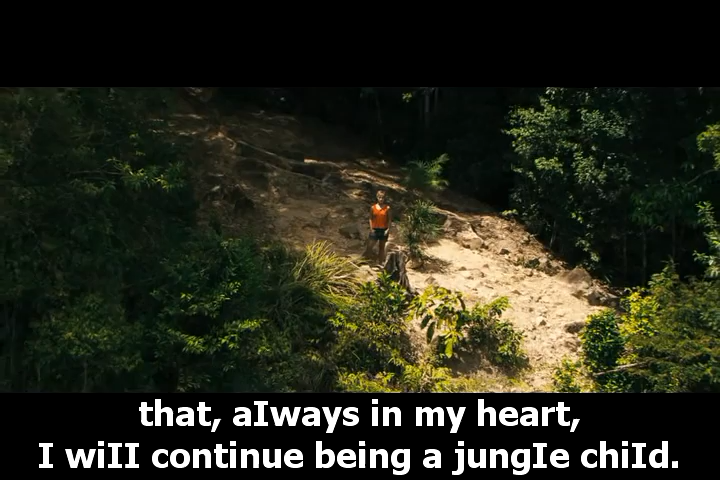 that, aIways in my heart,
I wiII continue being a jungIe chiId.